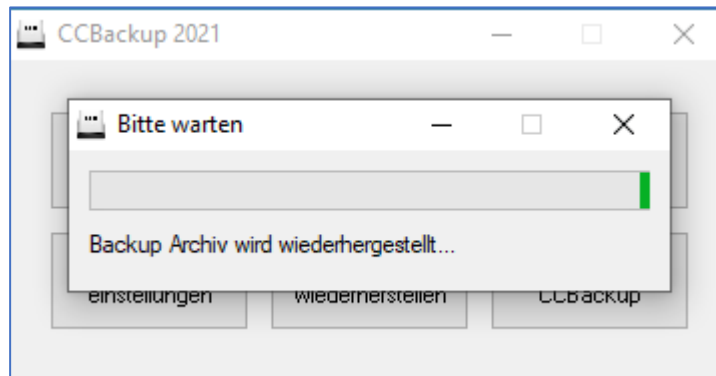 CCBackup 2021
Bitte warten
Backup Archiv wird wiederhergestellt...
einstellungen wiederherstellen CCBackup